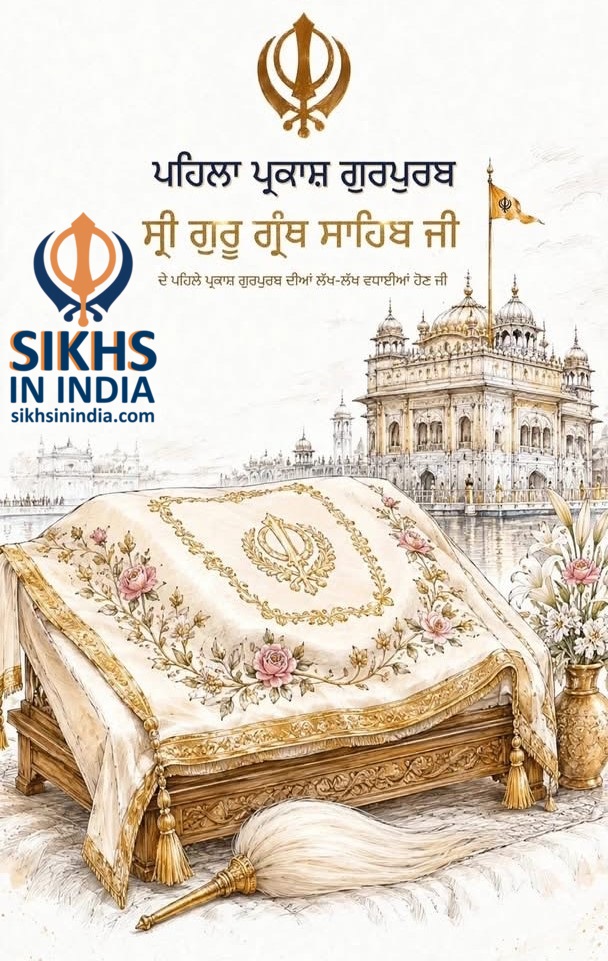 ਪਹਿਲਾ ਪ੍ਰਕਾਸ਼ ਗੁਰਪੁਰਬ
ਸ੍ਰੀ ਗੁਰੂ ਗ੍ਰੰਥ ਸਾਹਿਬ ਜੀ
ਦੇ ਪਹਿਲੇ ਪ੍ਰਕਾਸ਼ ਗੁਰਪੁਰਬ ਦੀਆਂ ਲੱਖ-ਲੱਖ ਵਧਾਈਆਂ ਹੋਣ ਜੀ
SIKHS
IN INDIA
sikhsinindia.com